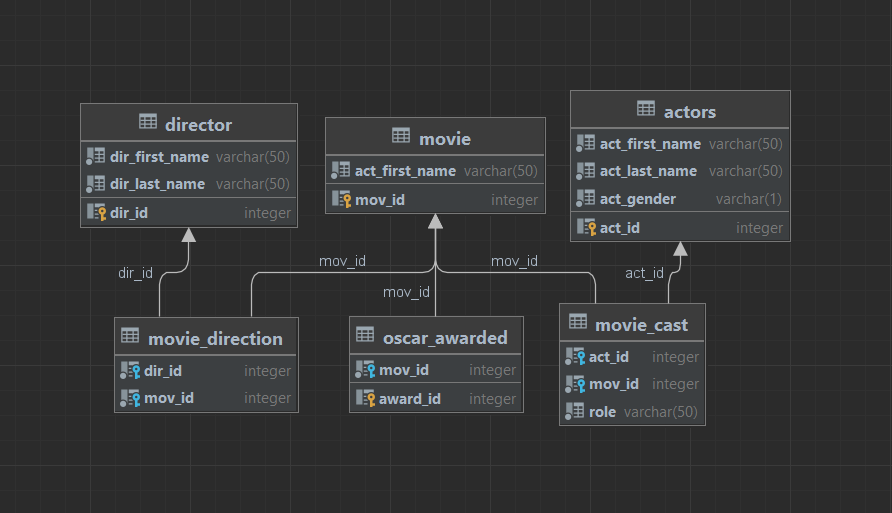 director
dir_first_name varchar(50)
dir_last_name varchar(50)
dir_id integer
movie
act_first_name varchar(50)
mov_id integer
actors
act_first_name varchar(50)
act_last_name varchar(50)
act_gender varchar(1)
act_id integer
dir_id
mov_id
mov_id
mov_id
act_id
movie_direction
dir_id integer
mov_id integer
oscar_awarded
mov_id integer
award_id integer
movie_cast
act_id integer
mov_id integer
role varchar(50)